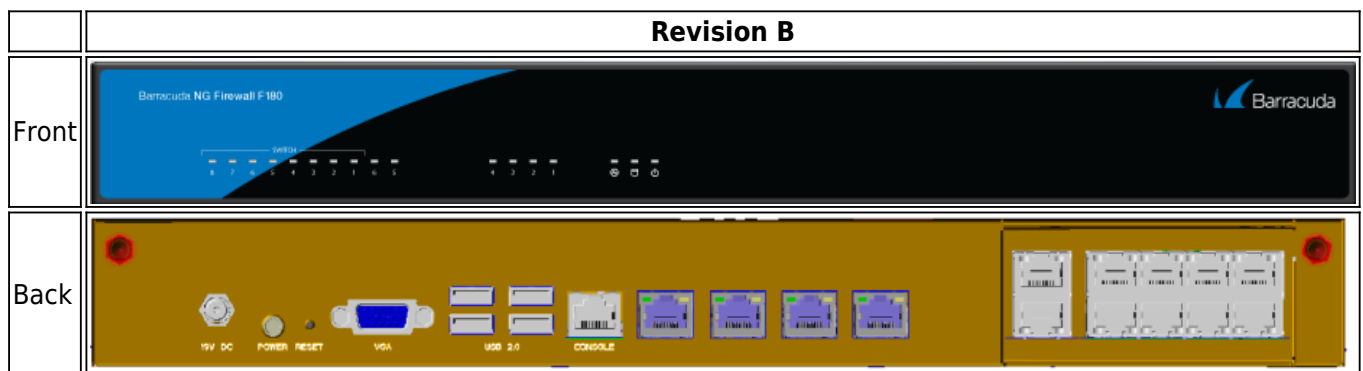 Revision B
Front
Barracuda NG Firewall F180
Barracuda
SWITCH
8 7 6 5 4 3 2 1 6 5 4 3 2 1
Back
19V DC POWER RESET VGA USB 2.0 CONSOLE